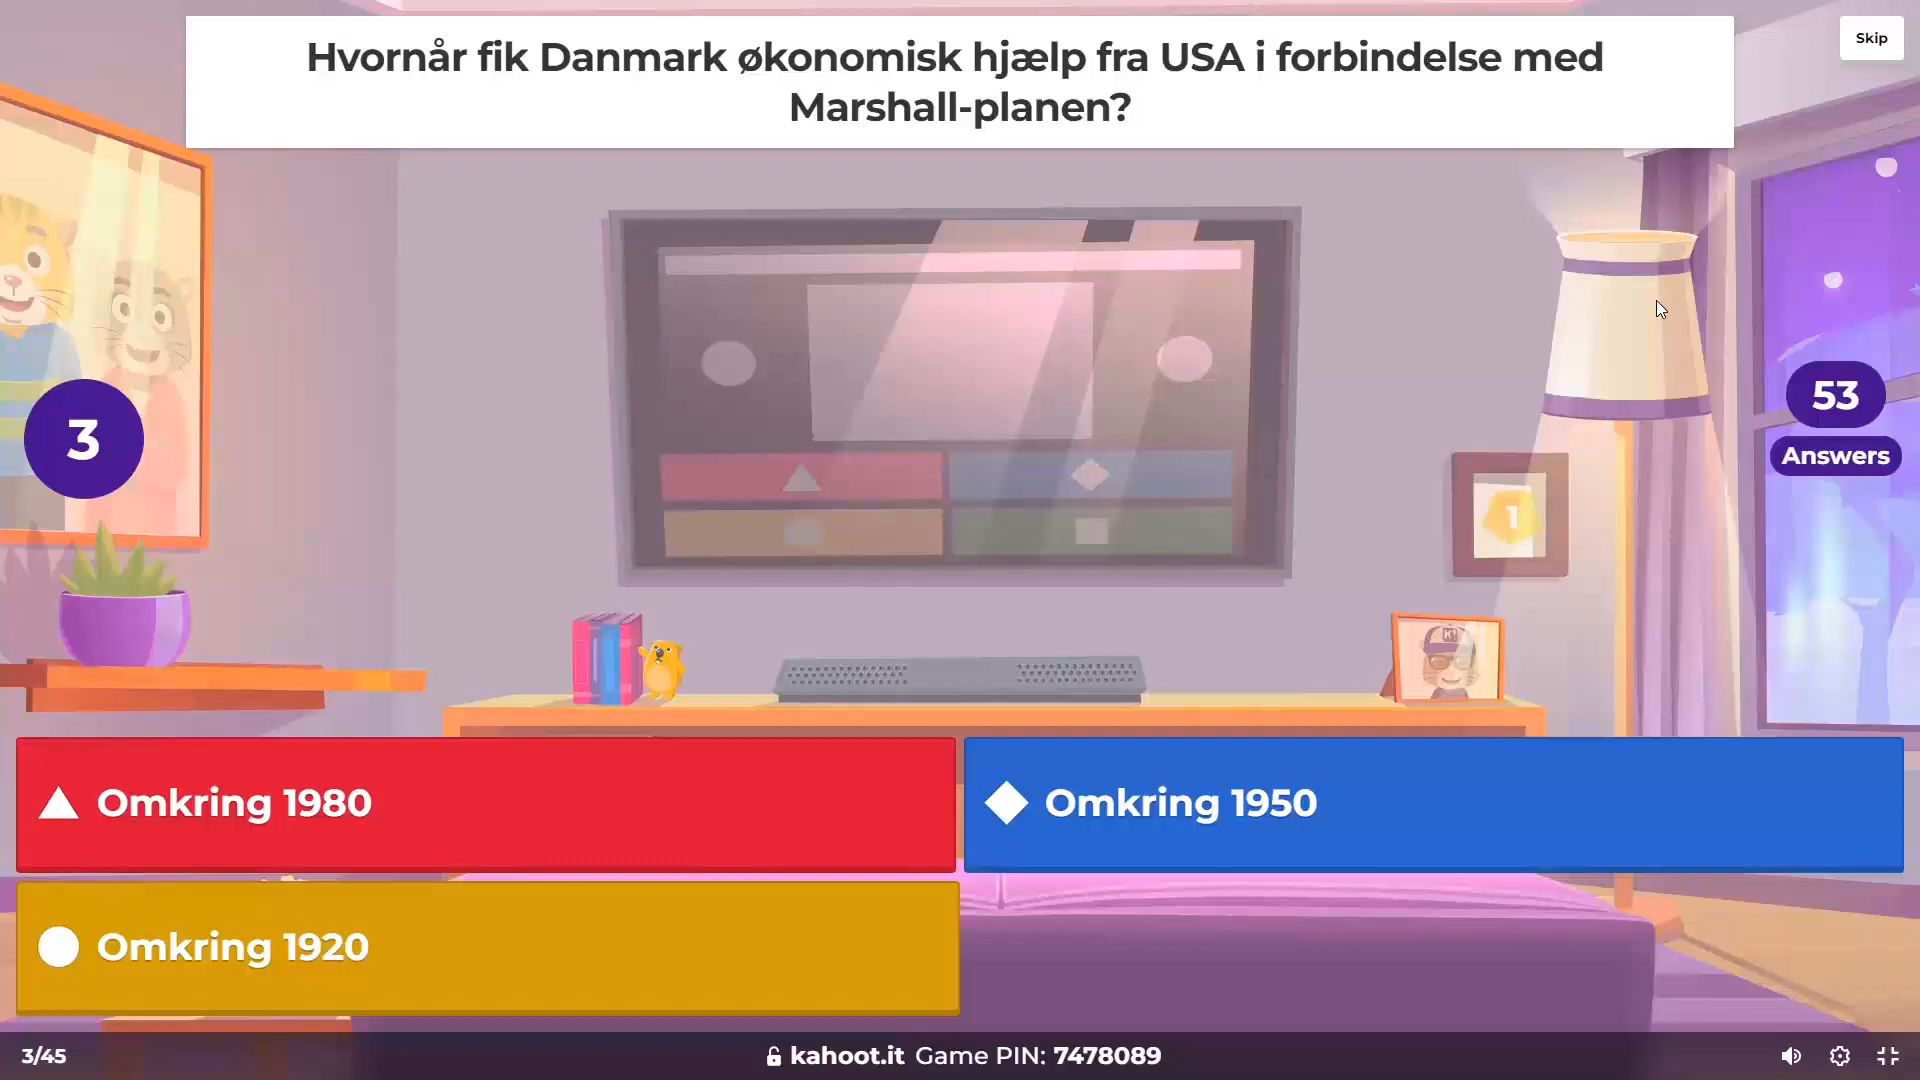 Hvornår fik Danmark økonomisk hjælp fra USA i forbindelse med
Marshall-planen?
Skip
3
53
Answers
1
K!
Omkring 1980
Omkring 1950
Omkring 1920
3/45
kahoot.it Game PIN: 7478089